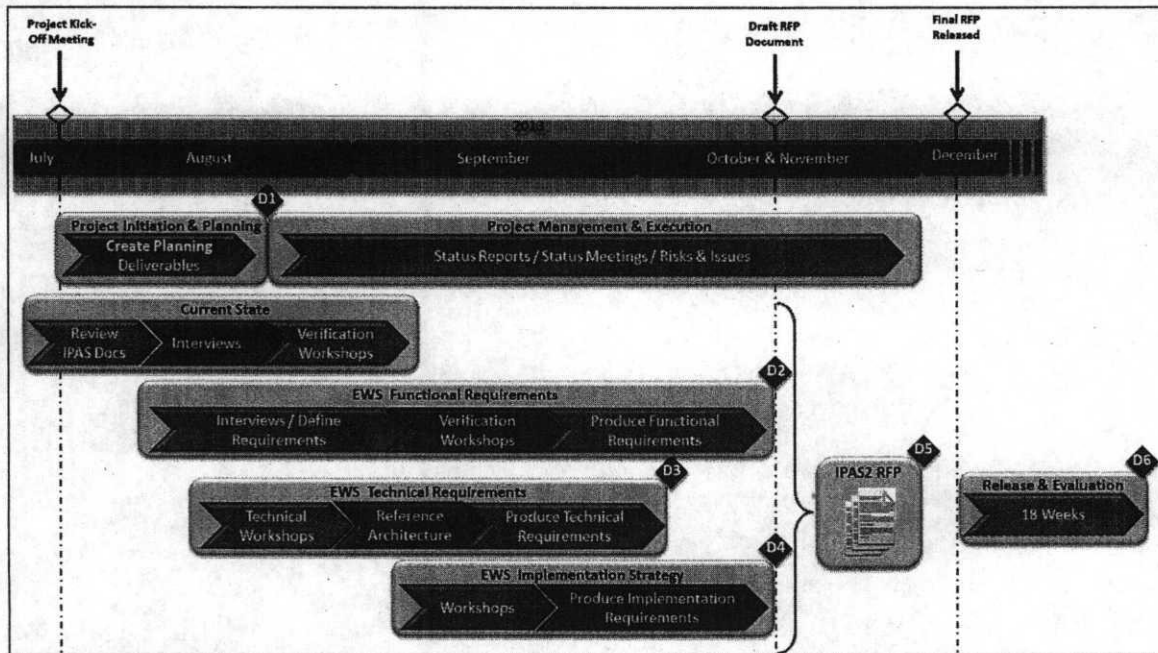 Project Kick-
Off Meeting
Draft RFP
Document
Final RFP
Released
July
August
September
October & November
December
D1
Project Initiation & Planning
Create Planning
Deliverables
Project Management & Execution
Status Reports / Status Meetings / Risks & Issues
Current State
Review
IPAS Docs
Interviews
Verification
Workshops
D2
EWS Functional Requirements
Interviews / Define
Requirements
Verification
Workshops
Produce Functional
Requirements
D3
EWS Technical Requirements
Technical
Workshops
Reference
Architecture
Produce Technical
Requirements
D4
EWS Implementation Strategy
Workshops
Produce Implementation
Requirements
D5
IPAS2 RFP
D6
Release & Evaluation
18 Weeks